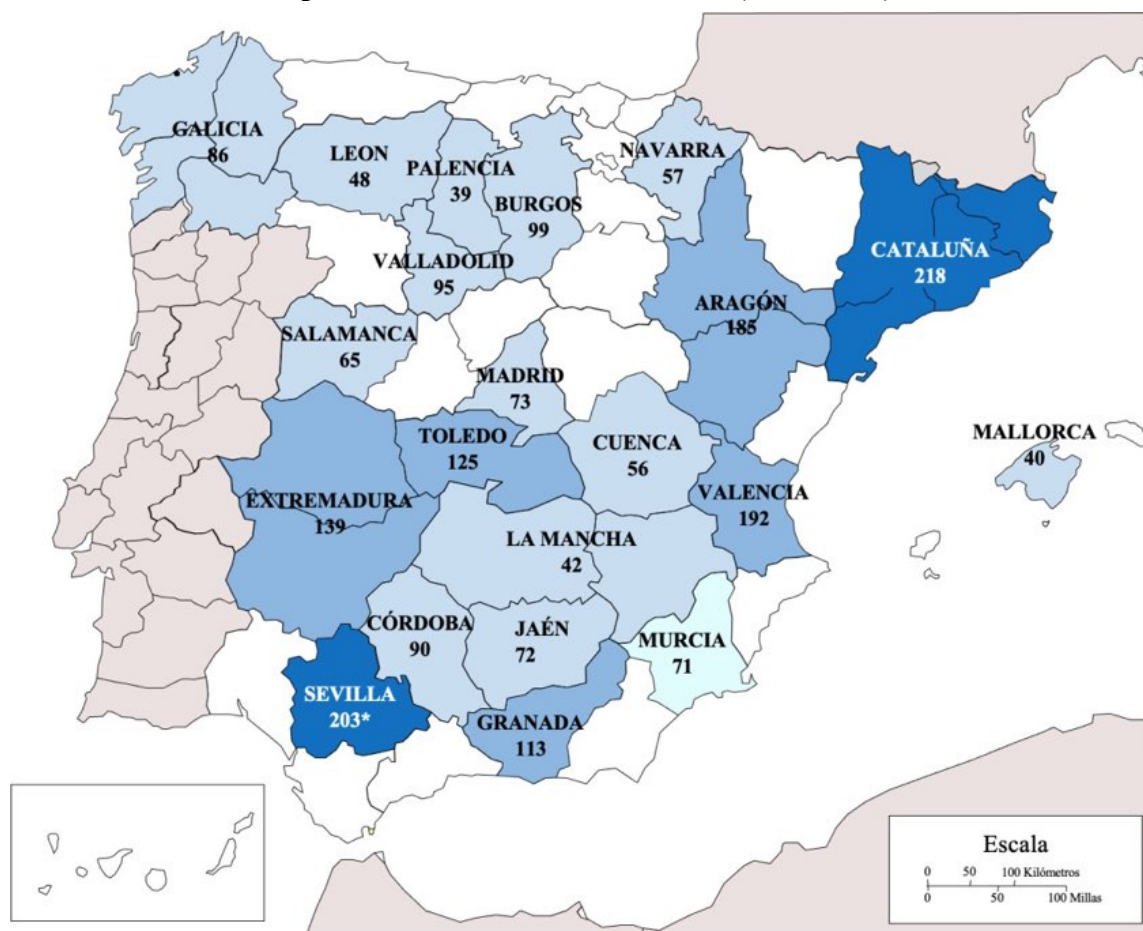 GALICIA
86
LEON
48
PALENCIA
39
BURGOS
99
NAVARRA
57
VALLADOLID
95
CATALUÑA
218
ARAGÓN
185
SALAMANCA
65
MADRID
73
TOLEDO
125
CUENCA
56
MALLORCA
40
EXTREMADURA
139
VALENCIA
192
LA MANCHA
42
CÓRDOBA
90
JAÉN
72
MURCIA
71
SEVILLA
203*
GRANADA
113
Escala
0 50 100 Kilómetros
0 50 100 Millas